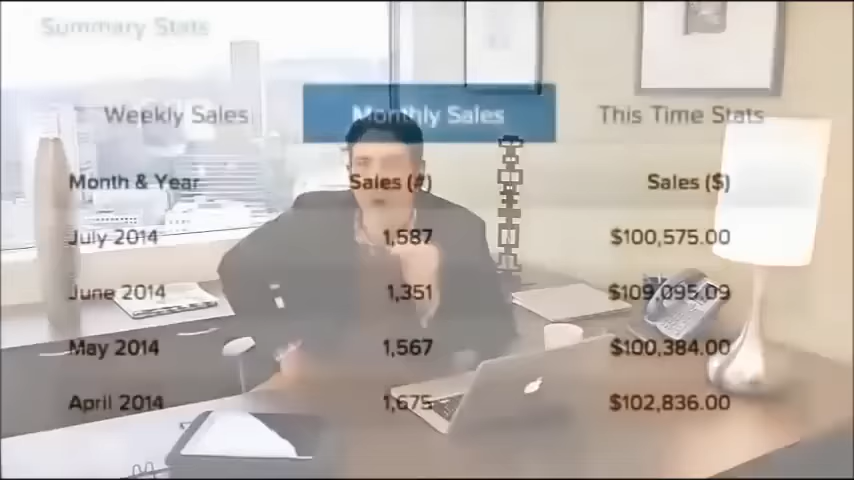 Summary Stats
Weekly Sales Monthly Sales This Time Stats
Month & Year Sales (#) Sales ($)
July 2014 1,587 $100,575.00
June 2014 1,351 $109,095.09
May 2014 1,567 $100,384.00
April 2014 1,675 $102,836.00